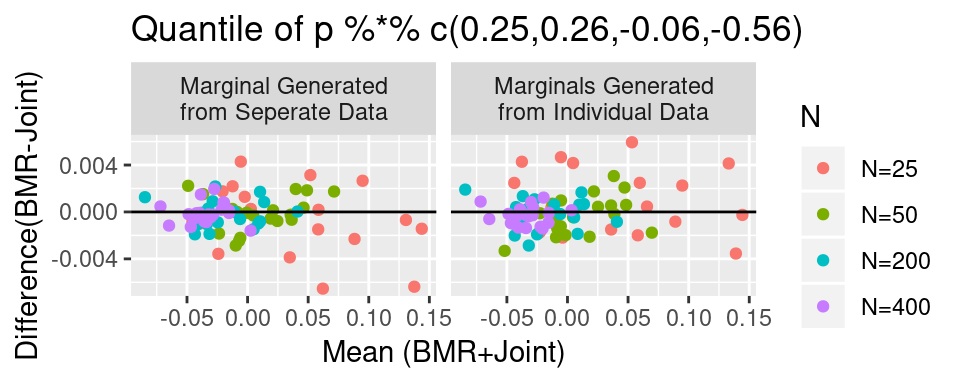 Quantile of p %*% c(0.25,0.26,-0.06,-0.56)
Marginal Generated
from Seperate Data
Marginals Generated
from Individual Data
Difference(BMR-Joint)
0.004
0.000
-0.004
-0.05 0.00 0.05 0.10 0.15
-0.05 0.00 0.05 0.10 0.15
Mean (BMR+Joint)
N
N=25
N=50
N=200
N=400